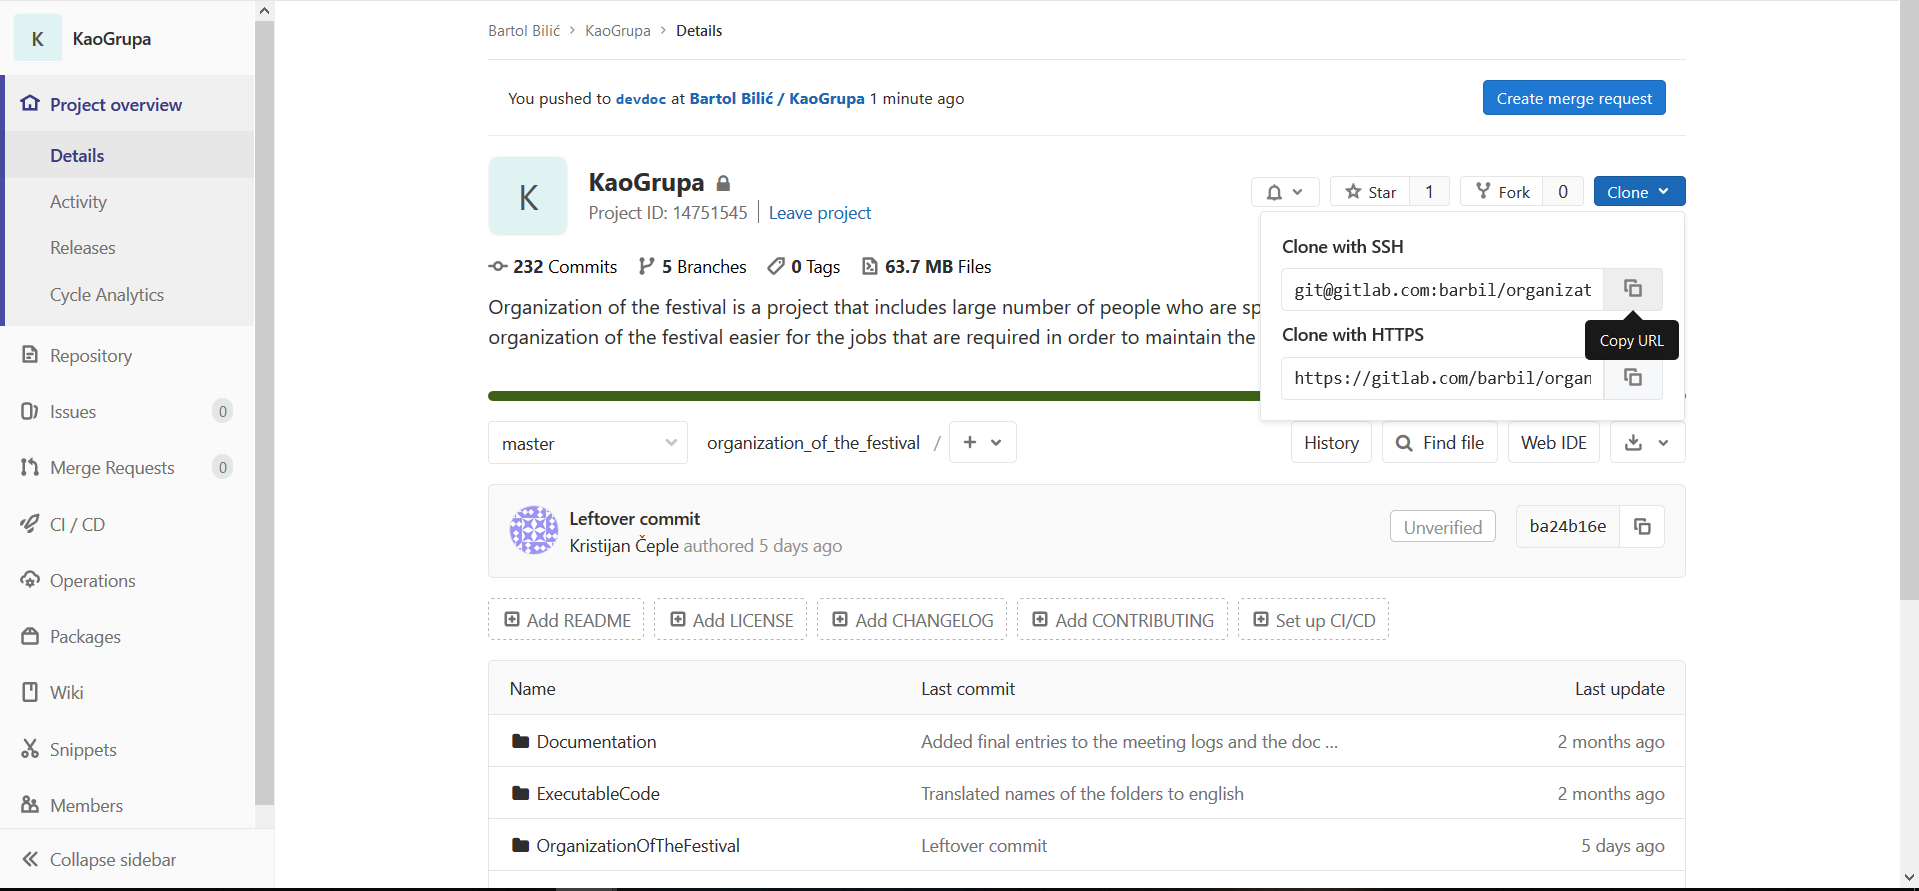 K KaoGrupa
Project overview
Details
Activity
Releases
Cycle Analytics
Repository
Issues 0
Merge Requests 0
CI / CD
Operations
Packages
Wiki
Snippets
Members
Collapse sidebar
Bartol Bilić > KaoGrupa > Details
You pushed to devdoc at Bartol Bilić / KaoGrupa 1 minute ago
Create merge request
K
KaoGrupa
Project ID: 14751545 | Leave project
Star 1
Fork 0
Clone
232 Commits 5 Branches 0 Tags 63.7 MB Files
Organization of the festival is a project that includes large number of people who are sp
organization of the festival easier for the jobs that are required in order to maintain the
Clone with SSH
git@gitlab.com:barbil/organizat
Copy URL
Clone with HTTPS
https://gitlab.com/barbil/organ
master
organization_of_the_festival / +
History
Find file
Web IDE
Leftover commit
Kristijan Čeple authored 5 days ago
Unverified
ba24b16e
Add README
Add LICENSE
Add CHANGELOG
Add CONTRIBUTING
Set up CI/CD
Name Last commit Last update
Documentation Added final entries to the meeting logs and the doc ... 2 months ago
ExecutableCode Translated names of the folders to english 2 months ago
OrganizationOfTheFestival Leftover commit 5 days ago